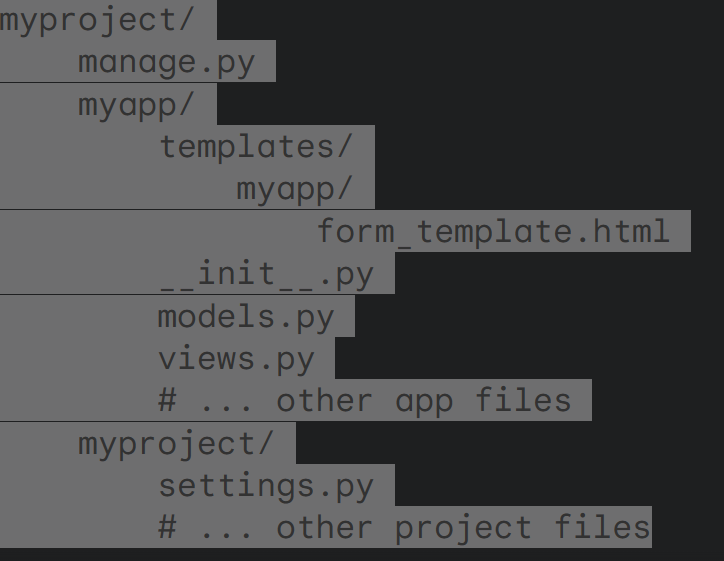 myproject/
    manage.py
    myapp/
        templates/
            myapp/
                form_template.html
        __init__.py
        models.py
        views.py
        # ... other app files
    myproject/
        settings.py
        # ... other project files